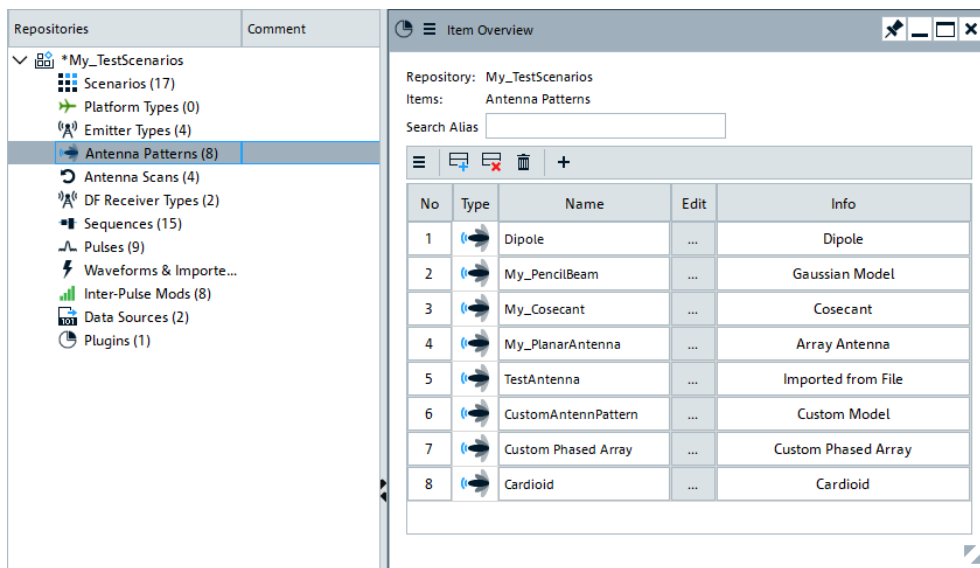 Repositories Comment
*My_TestScenarios
Scenarios (17)
Platform Types (0)
Emitter Types (4)
Antenna Patterns (8)
Antenna Scans (4)
DF Receiver Types (2)
Sequences (15)
Pulses (9)
Waveforms & Importe...
Inter-Pulse Mods (8)
Data Sources (2)
Plugins (1)
Item Overview
Repository: My_TestScenarios
Items: Antenna Patterns
Search Alias
No Type Name Edit Info
1 Dipole ... Dipole
2 My_PencilBeam ... Gaussian Model
3 My_Cosecant ... Cosecant
4 My_PlanarAntenna ... Array Antenna
5 TestAntenna ... Imported from File
6 CustomAntennPattern ... Custom Model
7 Custom Phased Array ... Custom Phased Array
8 Cardioid ... Cardioid